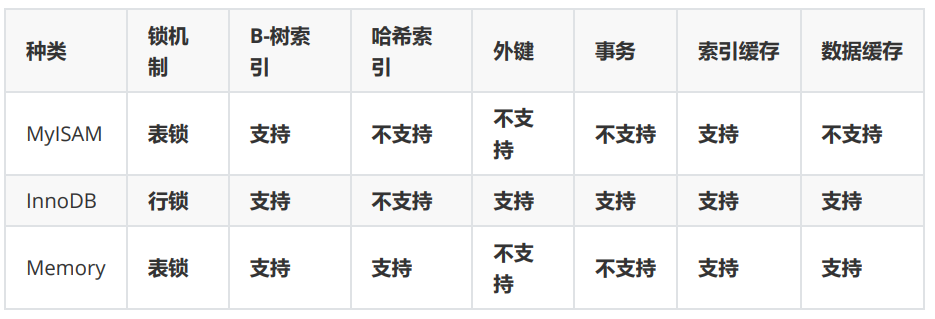 种类 锁机制 B-树索引 哈希索引 外键 事务 索引缓存 数据缓存
MyISAM 表锁 支持 不支持 不支持 不支持 支持 不支持
InnoDB 行锁 支持 不支持 支持 支持 支持 支持
Memory 表锁 支持 支持 不支持 不支持 支持 支持